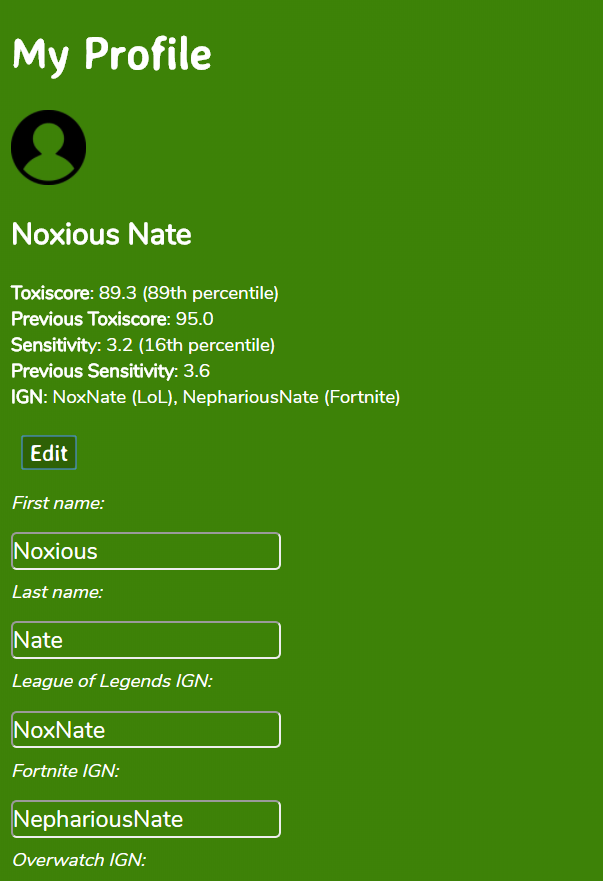 My Profile
Noxious Nate
Toxiscore: 89.3 (89th percentile)
Previous Toxiscore: 95.0
Sensitivity: 3.2 (16th percentile)
Previous Sensitivity: 3.6
IGN: NoxNate (LoL), NephariousNate (Fortnite)
Edit
First name:
Noxious
Last name:
Nate
League of Legends IGN:
NoxNate
Fortnite IGN:
NephariousNate
Overwatch IGN: